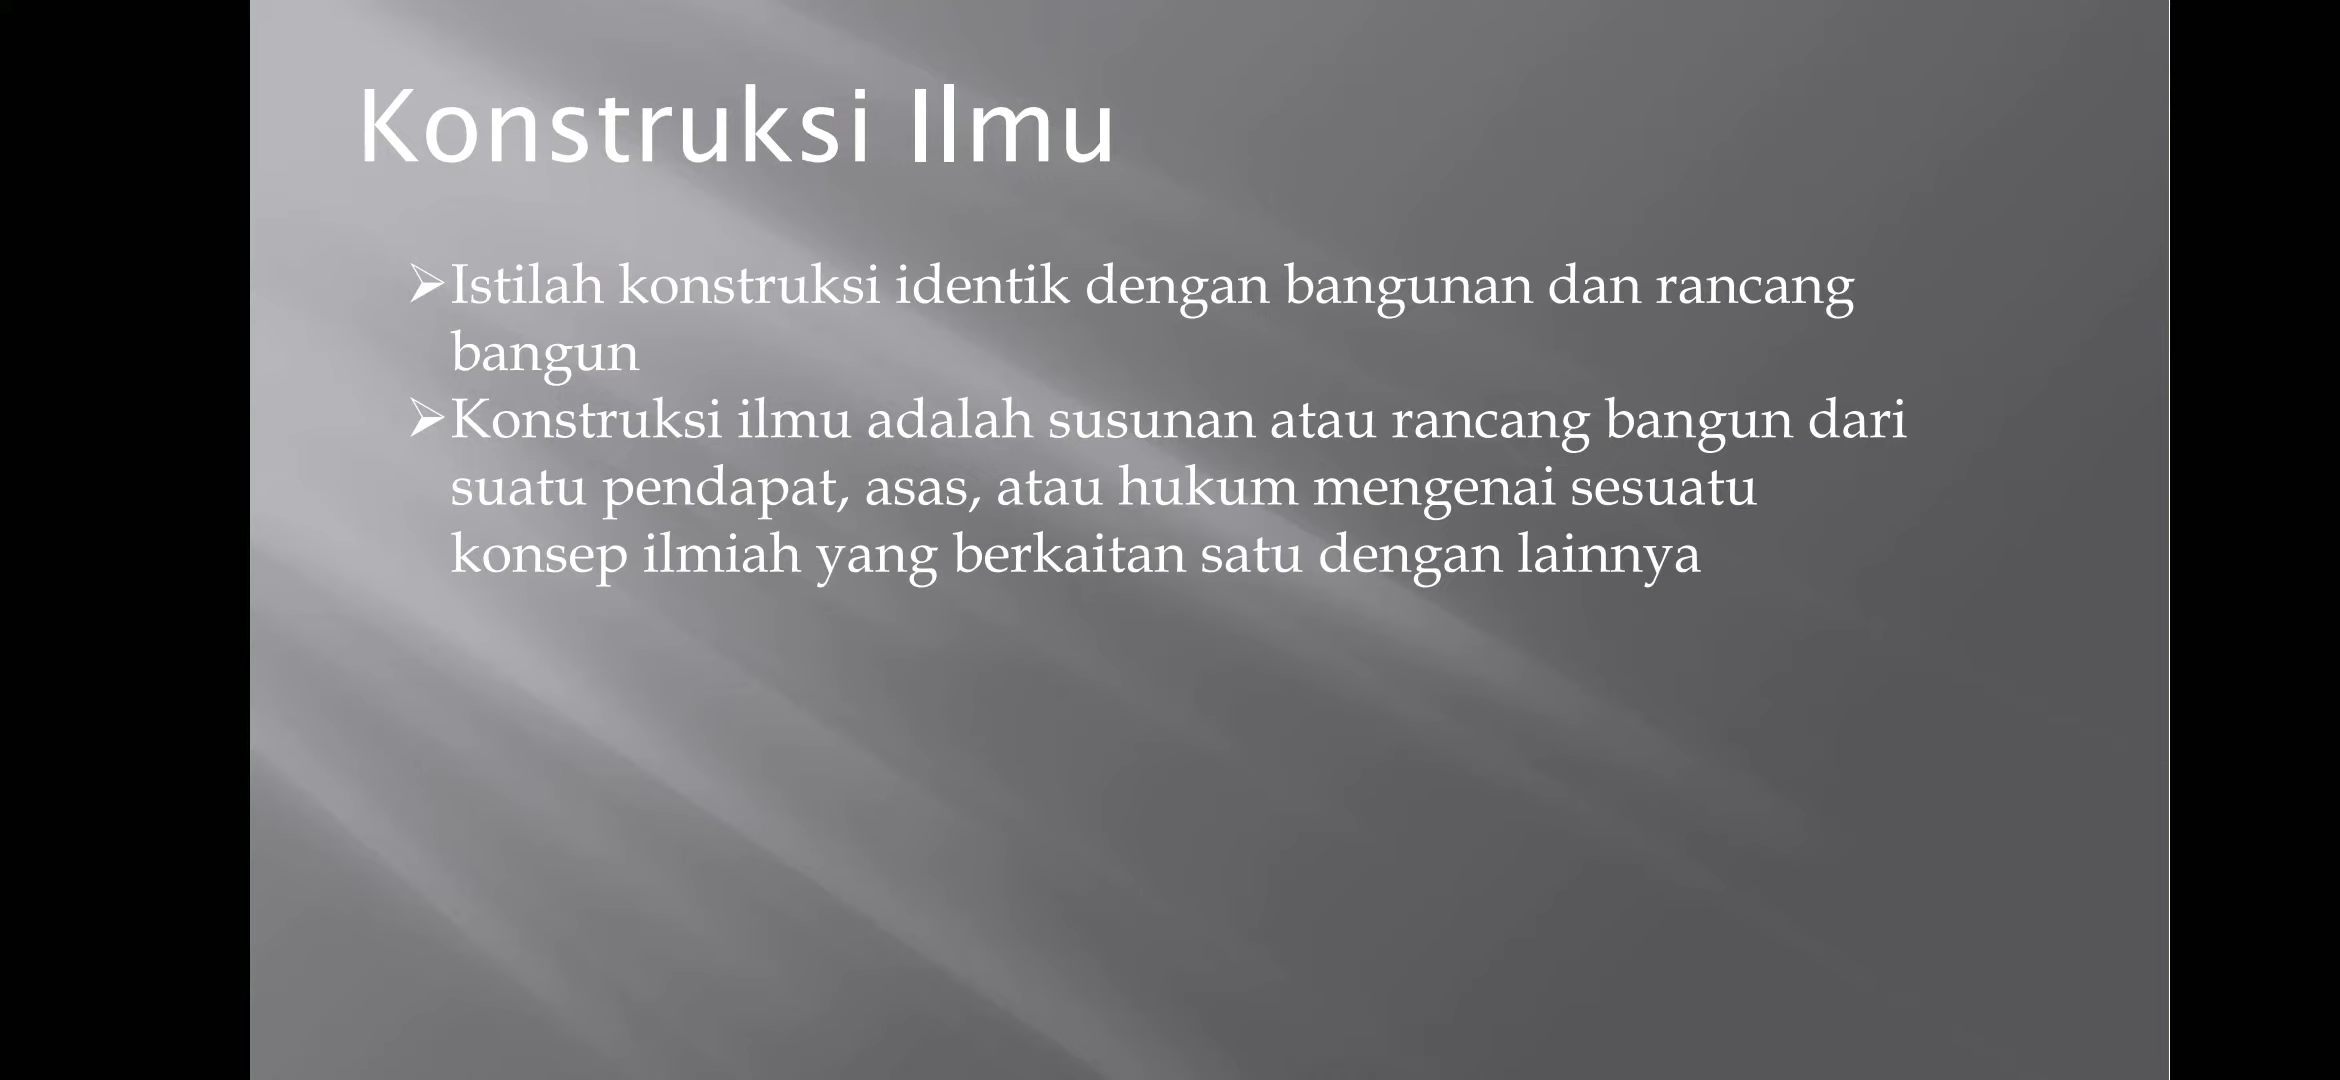 Konstruksi Ilmu
➢Istilah konstruksi identik dengan bangunan dan rancang
bangun
➢Konstruksi ilmu adalah susunan atau rancang bangun dari
suatu pendapat, asas, atau hukum mengenai sesuatu
konsep ilmiah yang berkaitan satu dengan lainnya